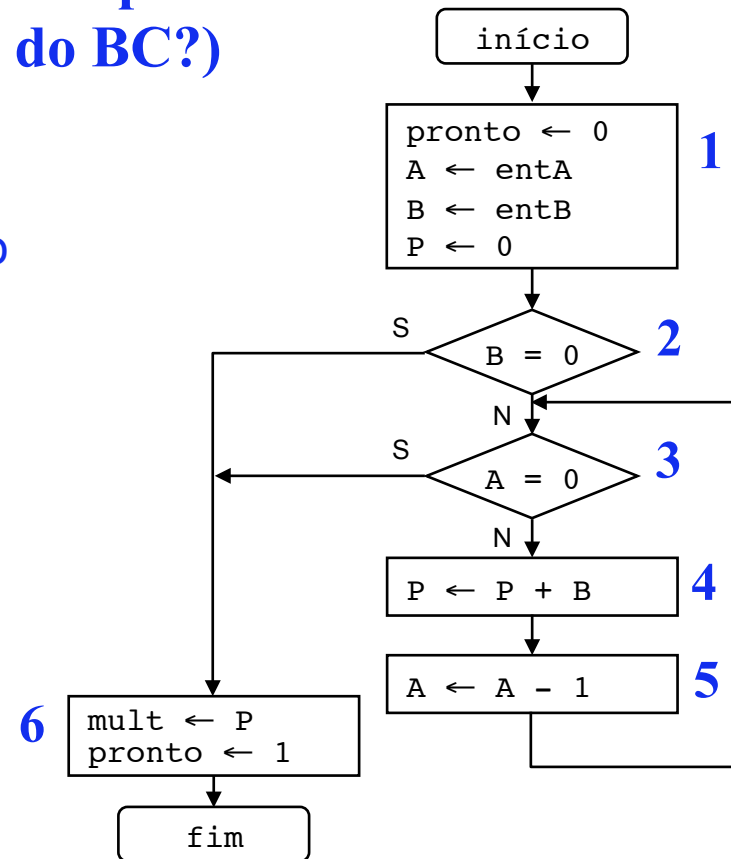 do BC?)
início
pronto ← 0
A ← entA
B ← entB
P ← 0
1
S
B = 0
2
N
S
A = 0
3
N
P ← P + B
4
A ← A - 1
5
6
mult ← P
pronto ← 1
fim